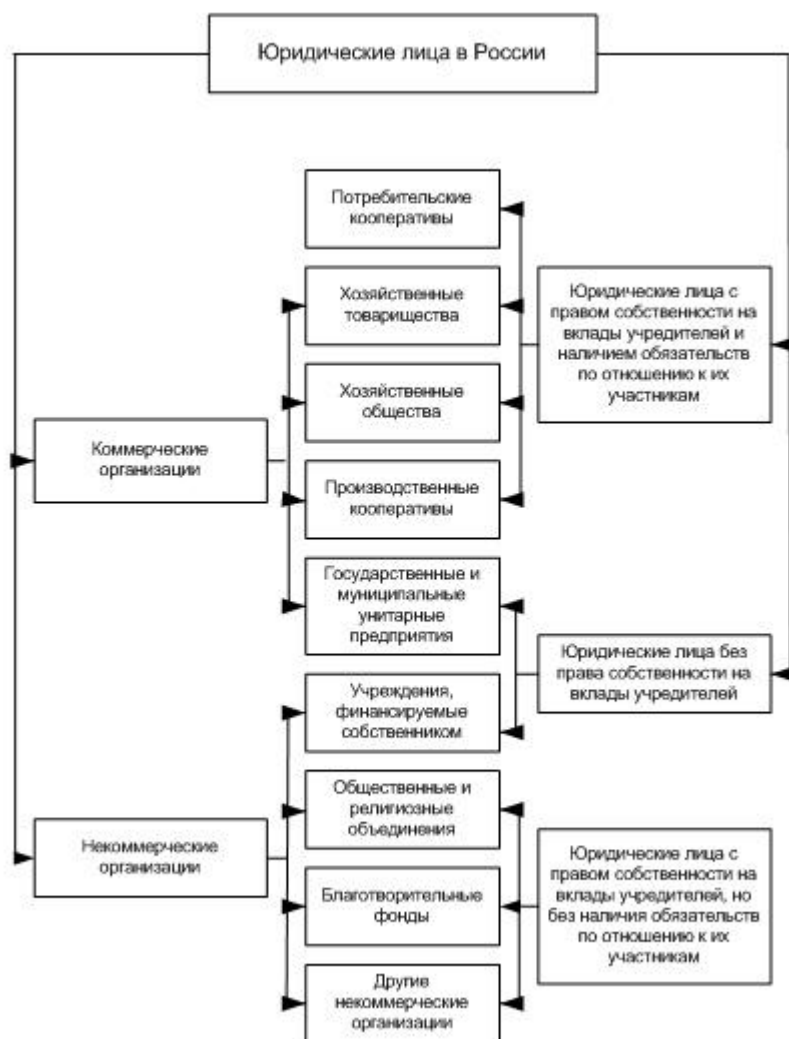 Юридические лица в России
Потребительские
кооперативы
Хозяйственные
товарищества
Юридические лица с
правом собственности на
вклады учредителей и
наличием обязательств
по отношению к их
участникам
Хозяйственные
общества
Коммерческие
организации
Производственные
кооперативы
Государственные и
муниципальные
унитарные
предприятия
Юридические лица без
права собственности на
вклады учредителей
Учреждения,
финансируемые
собственником
Общественные и
религиозные
объединения
Некоммерческие
организации
Юридические лица с
правом собственности на
вклады учредителей, но
без наличия обязательств
по отношению к их
участникам
Благотворительные
фонды
Другие
некоммерческие
организации